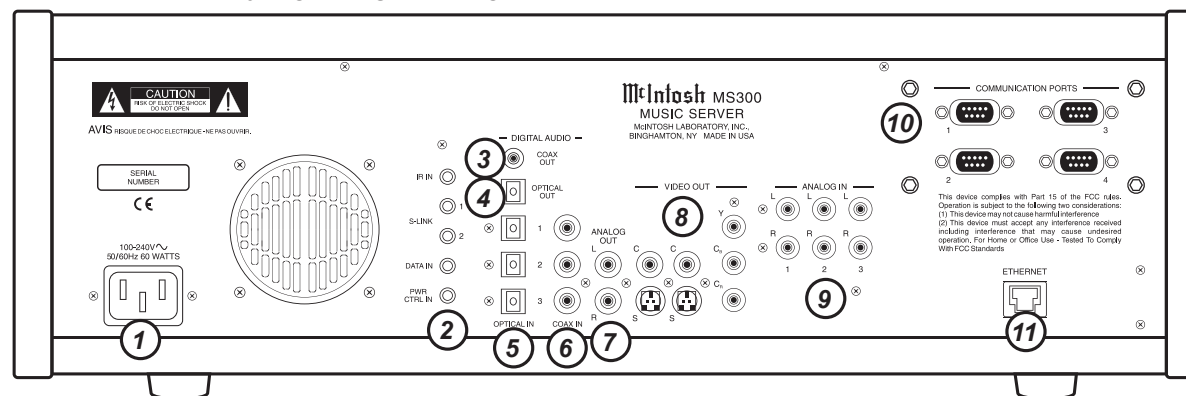 CAUTION
RISK OF ELECTRIC SHOCK
DO NOT OPEN
AVIS RISQUE DE CHOC ELECTRIQUE - NE PAS OUVRIR.
SERIAL
NUMBER
CE
100-240V~
50/60Hz 60 WATTS
1
IR IN
1
S-LINK
2
DATA IN
PWR
CTRL IN
2
DIGITAL AUDIO
3
COAX
OUT
4
OPTICAL
OUT
1
2
3
OPTICAL IN
COAX IN
5
6
ANALOG
OUT
L
R
7
McIntosh MS300
MUSIC SERVER
McINTOSH LABORATORY, INC.,
BINGHAMTON, NY MADE IN USA
VIDEO OUT
8
C
C
S
S
Y
ANALOG IN
L
L
L
R
R
R
1
2
3
9
10
COMMUNICATION PORTS
1
3
2
4
This device complies with Part 15 of the FCC rules.
Operation is subject to the following two considerations:
(1) This device may not cause harmful interference
(2) This device must accept any interference received
including interference that may cause undesired
operation, For Home or Office Use - Tested To Comply
With FCC Standards
ETHERNET
11